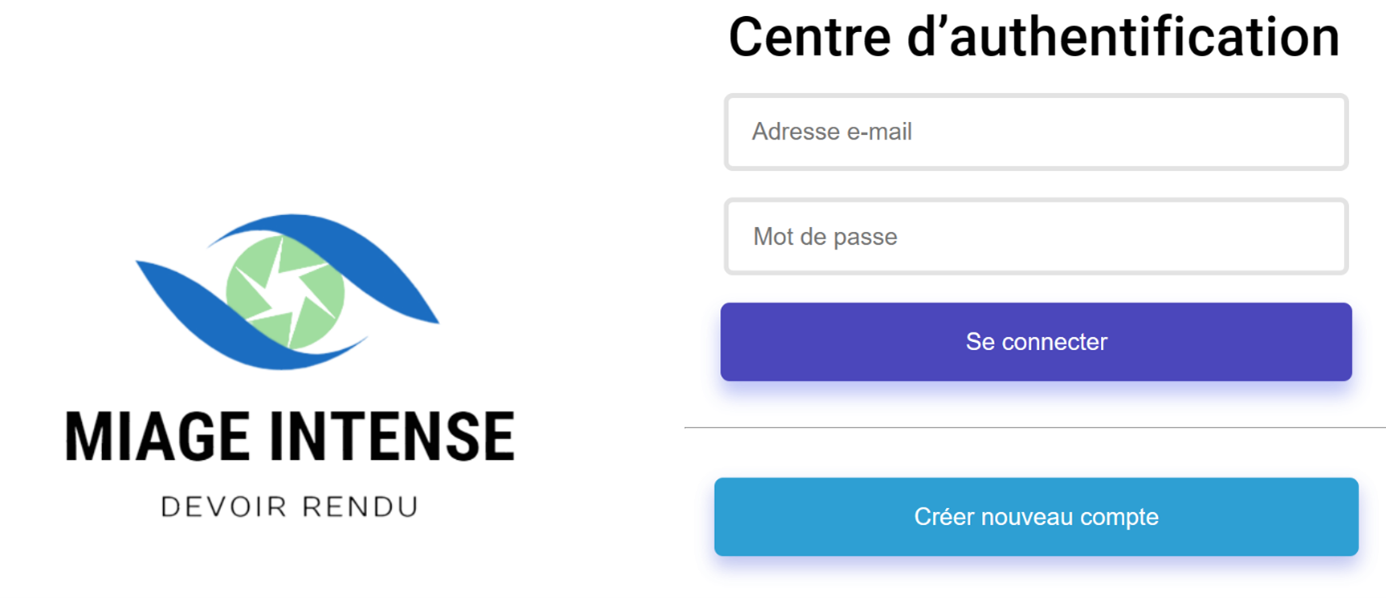 MIAGE INTENSE
DEVOIR RENDU
Centre d’authentification
Adresse e-mail
Mot de passe
Se connecter
Créer nouveau compte